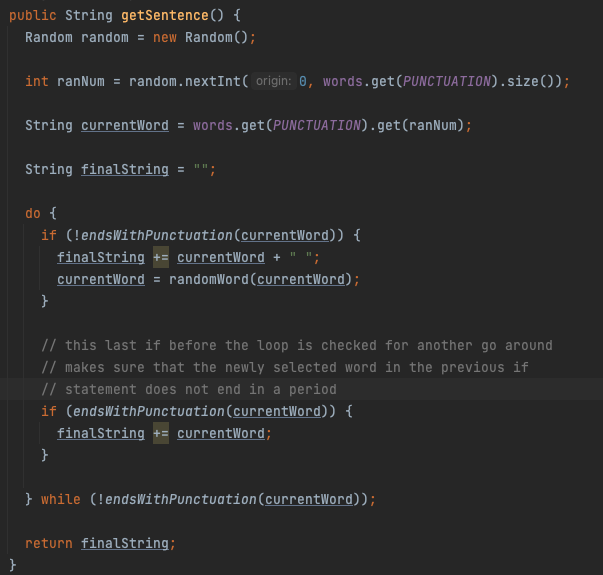 public String getSentence() {
Random random = new Random();
int ranNum = random.nextInt( origin: 0, words.get(PUNCTUATION).size());
String currentWord = words.get(PUNCTUATION).get(ranNum);
String finalString = "";
do {
if (!endsWithPunctuation(currentWord)) {
finalString += currentWord + " ";
currentWord = randomWord(currentWord);
}
// this last if before the loop is checked for another go around
// makes sure that the newly selected word in the previous if
// statement does not end in a period
if (endsWithPunctuation(currentWord)) {
finalString += currentWord;
}
} while (!endsWithPunctuation(currentWord));
return finalString;
}